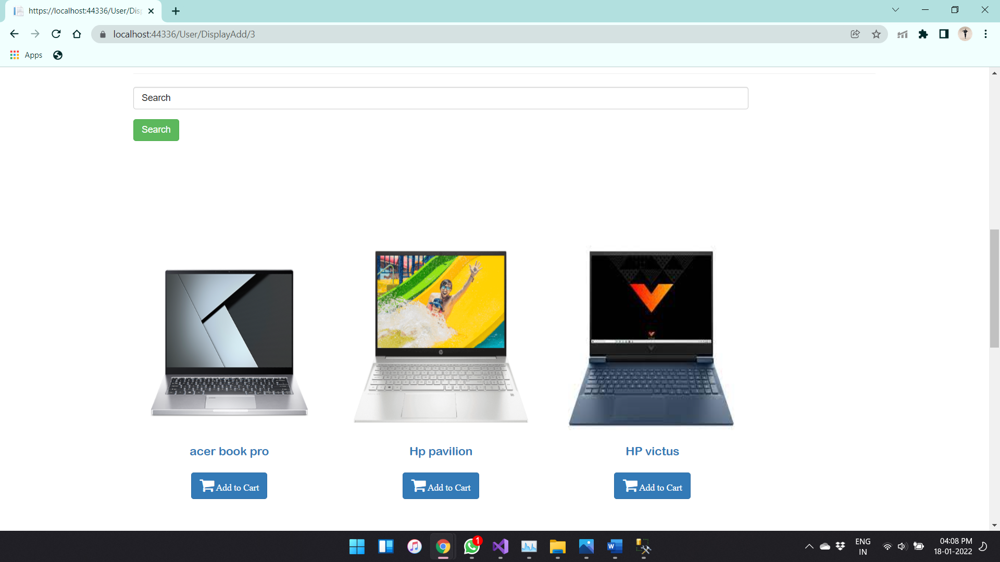 https://localhost:44336/User/Disp
localhost:44336/User/DisplayAdd/3
Apps
Search
Search
acer book pro
Hp pavilion
HP victus
Add to Cart
Add to Cart
Add to Cart
1
W
ENG
IN
04:08 PM
18-01-2022